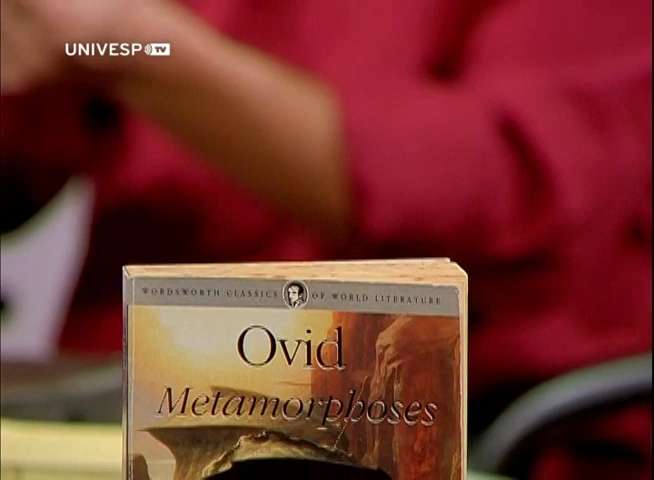 UNIVESP TV
WORDSWORTH CLASSICS OF WORLD LITERATURE
Ovid
Metamorphoses